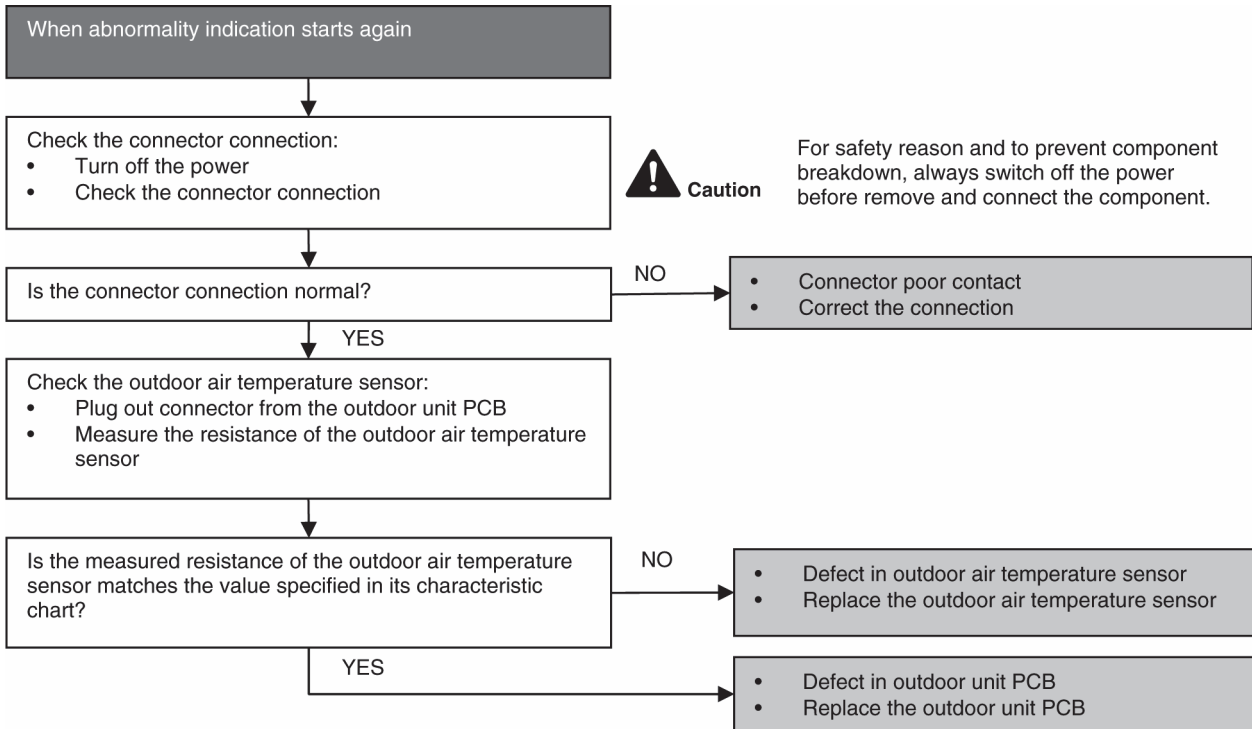 When abnormality indication starts again
Check the connector connection:
• Turn off the power
• Check the connector connection
Caution
For safety reason and to prevent component
breakdown, always switch off the power
before remove and connect the component.
Is the connector connection normal?
NO
• Connector poor contact
• Correct the connection
YES
Check the outdoor air temperature sensor:
• Plug out connector from the outdoor unit PCB
• Measure the resistance of the outdoor air temperature
sensor
Is the measured resistance of the outdoor air temperature
sensor matches the value specified in its characteristic
chart?
NO
• Defect in outdoor air temperature sensor
• Replace the outdoor air temperature sensor
YES
• Defect in outdoor unit PCB
• Replace the outdoor unit PCB